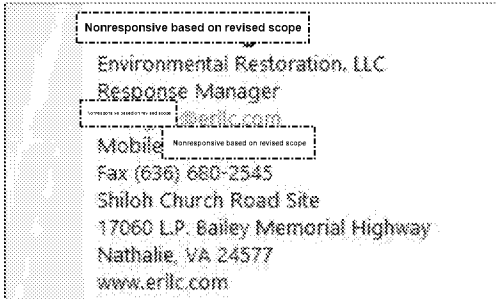 Nonresponsive based on revised scope
Environmental Restoration, LLC
Response Manager
Nonresponsive based on revised scope @erllc.com
Mobile Nonresponsive based on revised scope
Fax (636) 680-2545
Shiloh Church Road Site
17060 L.P. Bailey Memorial Highway
Nathalie, VA 24577
www.erllc.com